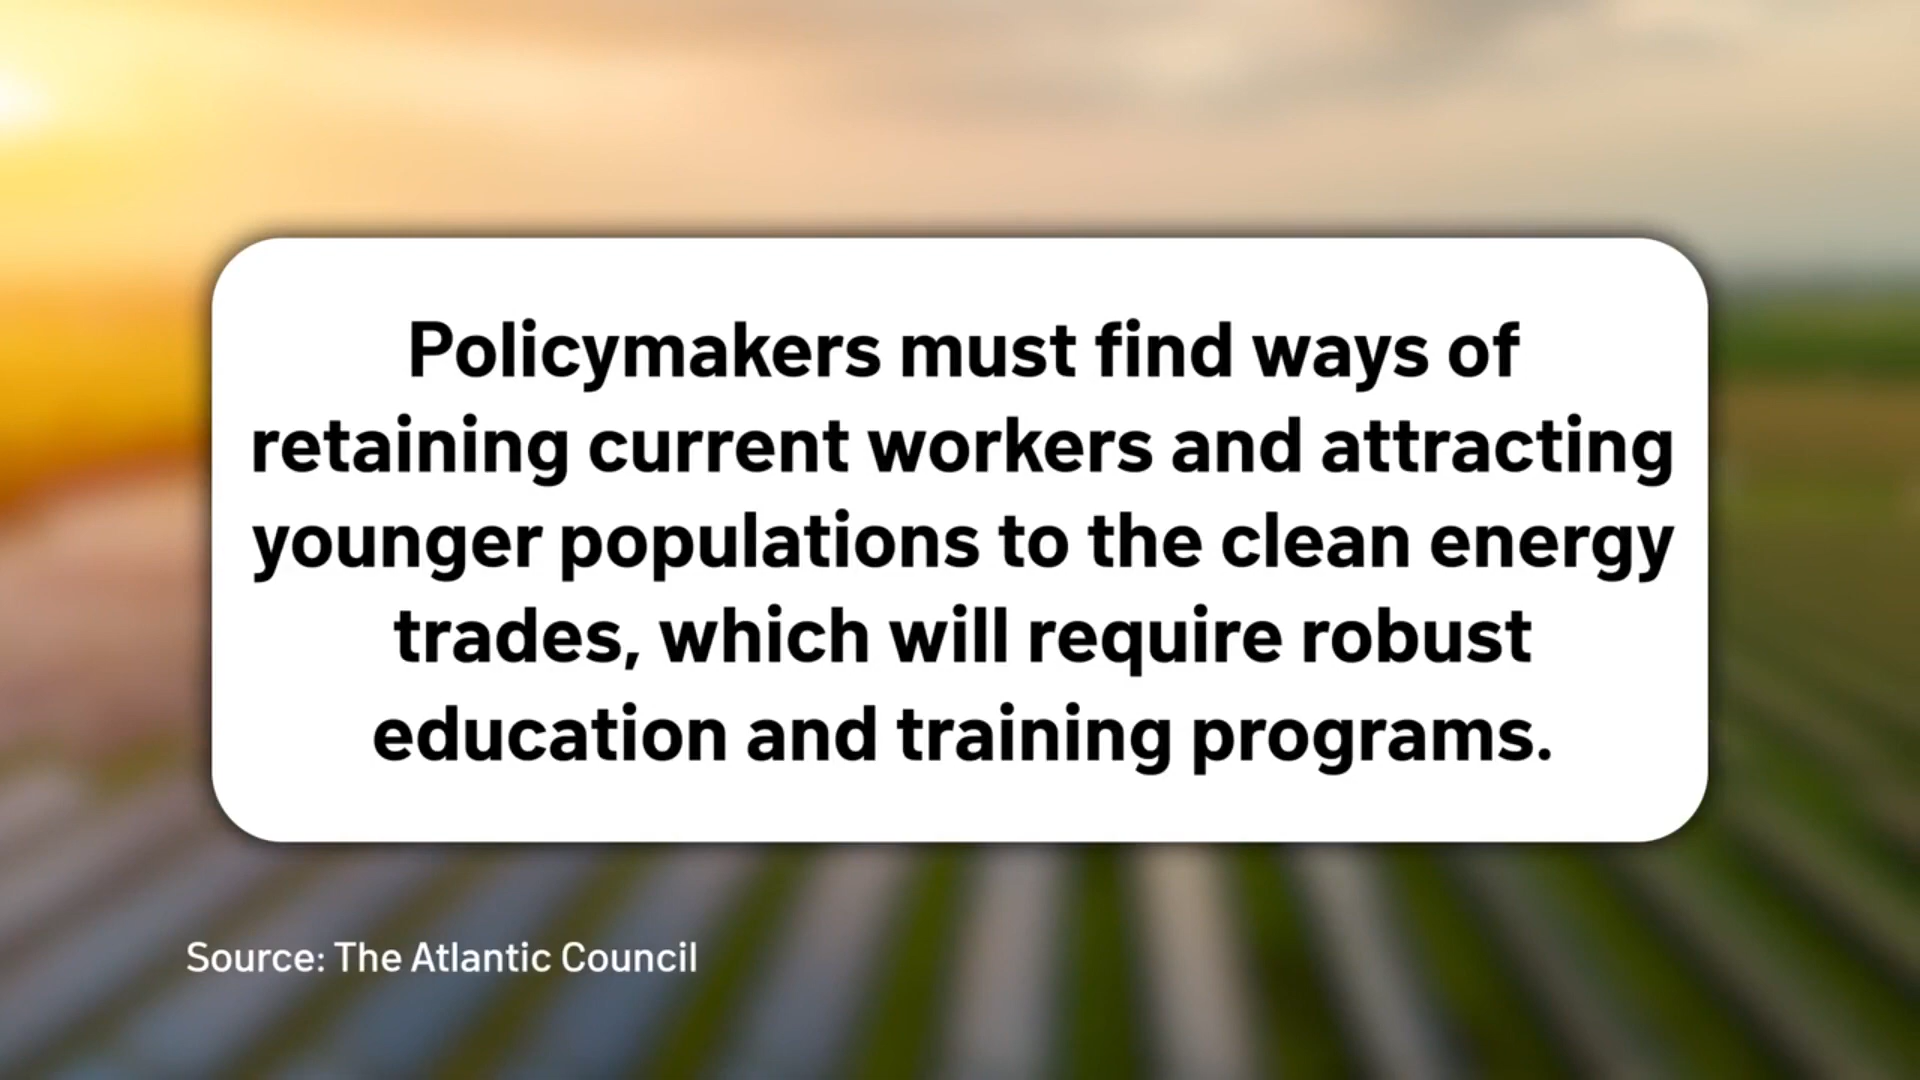 Policymakers must find ways of
retaining current workers and attracting
younger populations to the clean energy
trades, which will require robust
education and training programs.
Source: The Atlantic Council